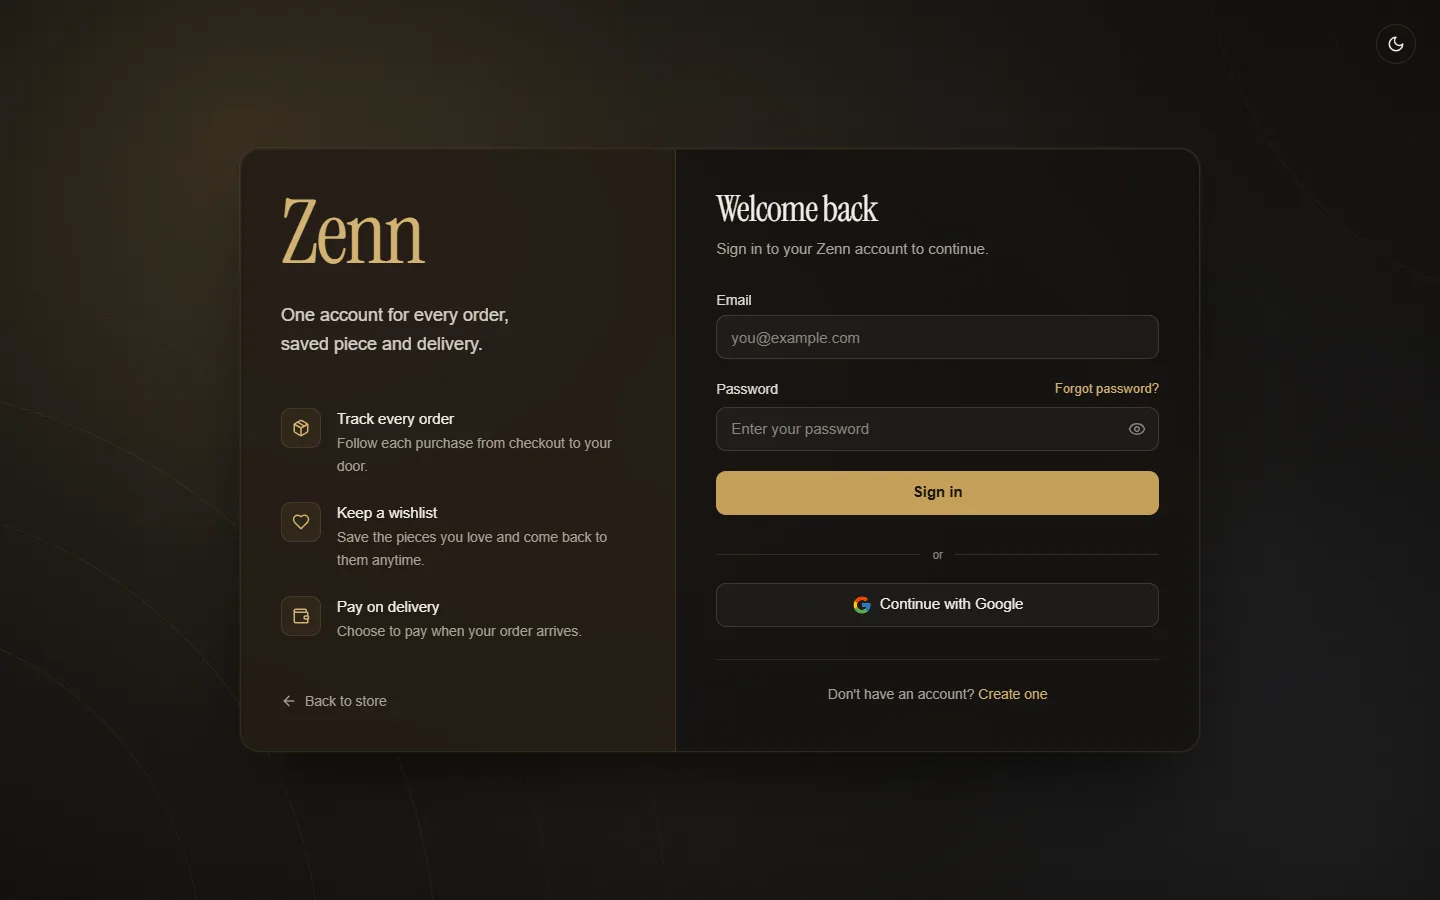 Zenn
One account for every order,
saved piece and delivery.
Track every order
Follow each purchase from checkout to your
door.
Keep a wishlist
Save the pieces you love and come back to
them anytime.
Pay on delivery
Choose to pay when your order arrives.
Back to store
Welcome back
Sign in to your Zenn account to continue.
Email
you@example.com
Password
Forgot password?
Enter your password
Sign in
or
Continue with Google
Don't have an account? Create one